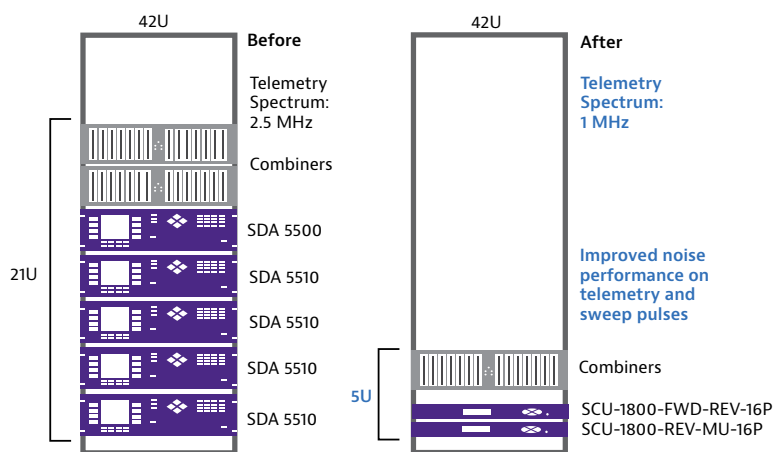 42U
Before
Telemetry
Spectrum:
2.5 MHz
Combiners
21U
SDA 5500
SDA 5510
SDA 5510
SDA 5510
SDA 5510
42U
After
Telemetry
Spectrum:
1 MHz
Improved noise
performance on
telemetry and
sweep pulses
5U
Combiners
SCU-1800-FWD-REV-16P
SCU-1800-REV-MU-16P